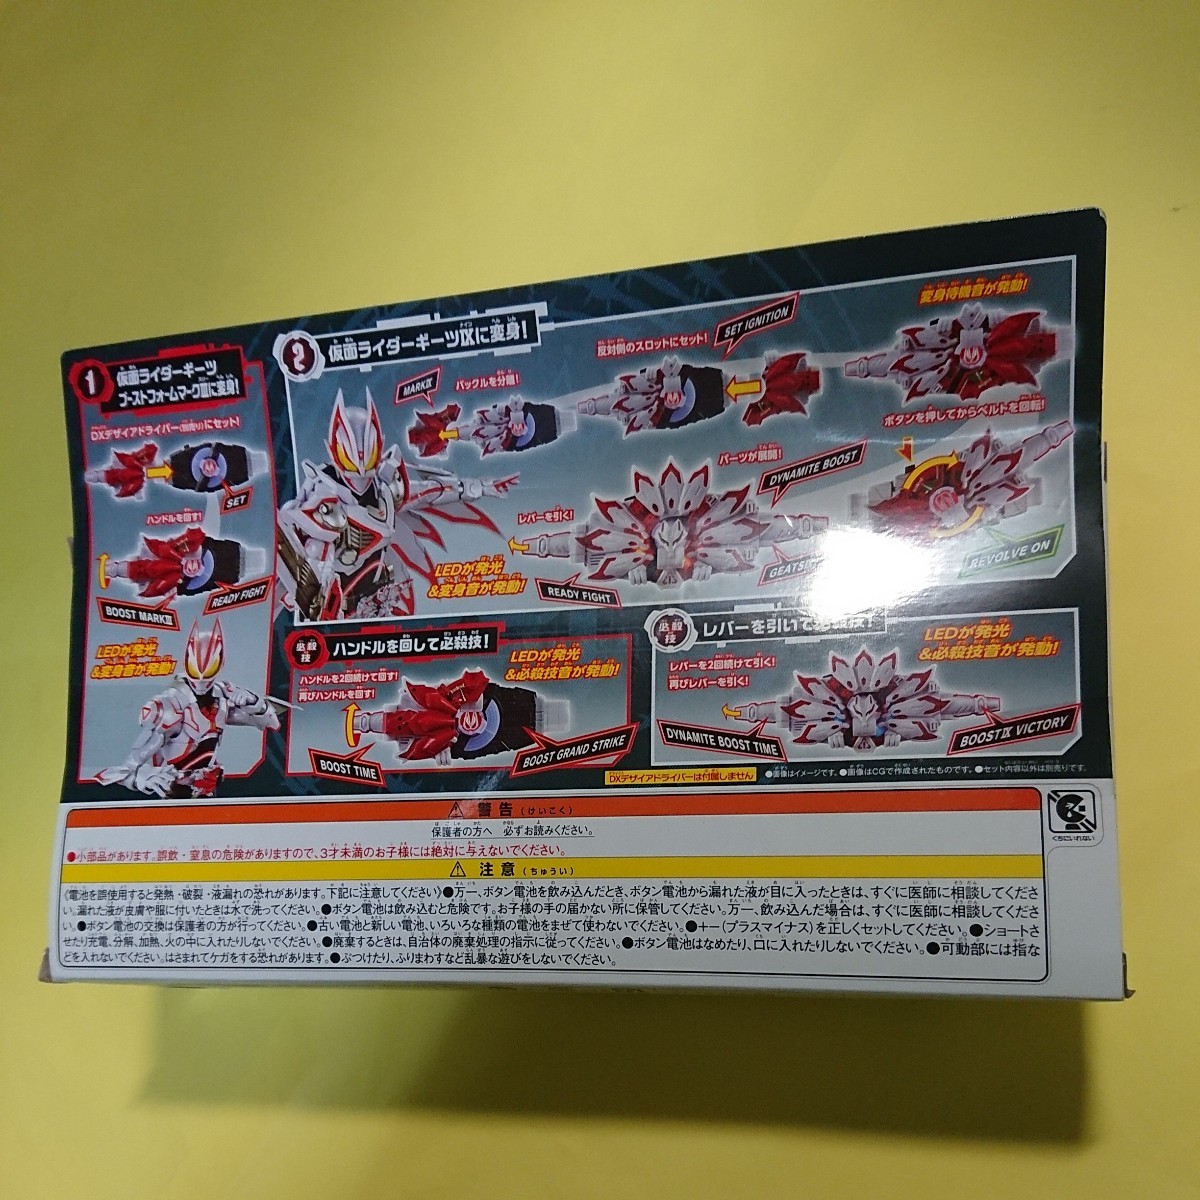 1
仮面ライダーギーツ
ブーストフォームマークⅢに変身!
DXデザイアドライバー(別売り)にセット!
SET
ハンドルを回す!
BOOST MARKⅢ
READY FIGHT
LEDが発光
&変身音が発動!
2
仮面ライダーギーツⅨに変身!
MARKⅨ
バックルを分離!
反対側のスロットにセット!
SET IGNITION
変身待機音が発動!
ボタンを押してからベルトを回転!
REVOLVE ON
パーツが展開!
DYNAMITE BOOST
レバーを引く!
GEATS
READY FIGHT
LEDが発光
&変身音が発動!
必殺技
ハンドルを回して必殺技!
ハンドルを2回続けて回す!
再びハンドルを回す!
LEDが発光
&必殺技音が発動!
BOOST TIME
BOOST GRAND STRIKE
必殺技
レバーを引いて必殺技!
レバーを2回続けて引く!
再びレバーを引く!
LEDが発光
&必殺技音が発動!
DYNAMITE BOOST TIME
BOOSTⅨ VICTORY
DXデザイアドライバーは付属しません
●画像はイメージです。●画像はCGで作成されたものです。●セット内容以外は別売りです。
警告(けいこく)
保護者の方へ 必ずお読みください。
●小部品があります。誤飲・窒息の危険がありますので、3才未満のお子様には絶対に与えないでください。
注意(ちゅうい)
《電池を誤使用すると発熱・破裂・液漏れの恐れがあります。下記に注意してください》●万一、ボタン電池を飲み込んだとき、ボタン電池から漏れた液が目に入ったときは、すぐに医師に相談してくださ
い。漏れた液が皮膚や服に付いたときは水で洗ってください。●ボタン電池は飲み込むと危険です。お子様の手の届かない所に保管してください。万一、飲み込んだ場合は、すぐに医師に相談してくださ
い。●ボタン電池の交換は保護者の方が行ってください。●古い電池と新しい電池、いろいろな種類の電池をまぜて使わないでください。●+-(プラスマイナス)を正しくセットしてください。●ショートさ
せたり充電、分解、加熱、火の中に入れたりしないでください。●廃棄するときは、自治体の廃棄処理の指示に従ってください。●ボタン電池はなめたり、口に入れたりしないでください。●可動部には指な
どを入れないでください。はさまれてケガをする恐れがあります。●ぶつけたり、ふりまわすなど乱暴な遊びをしないでください。
くちにいれない